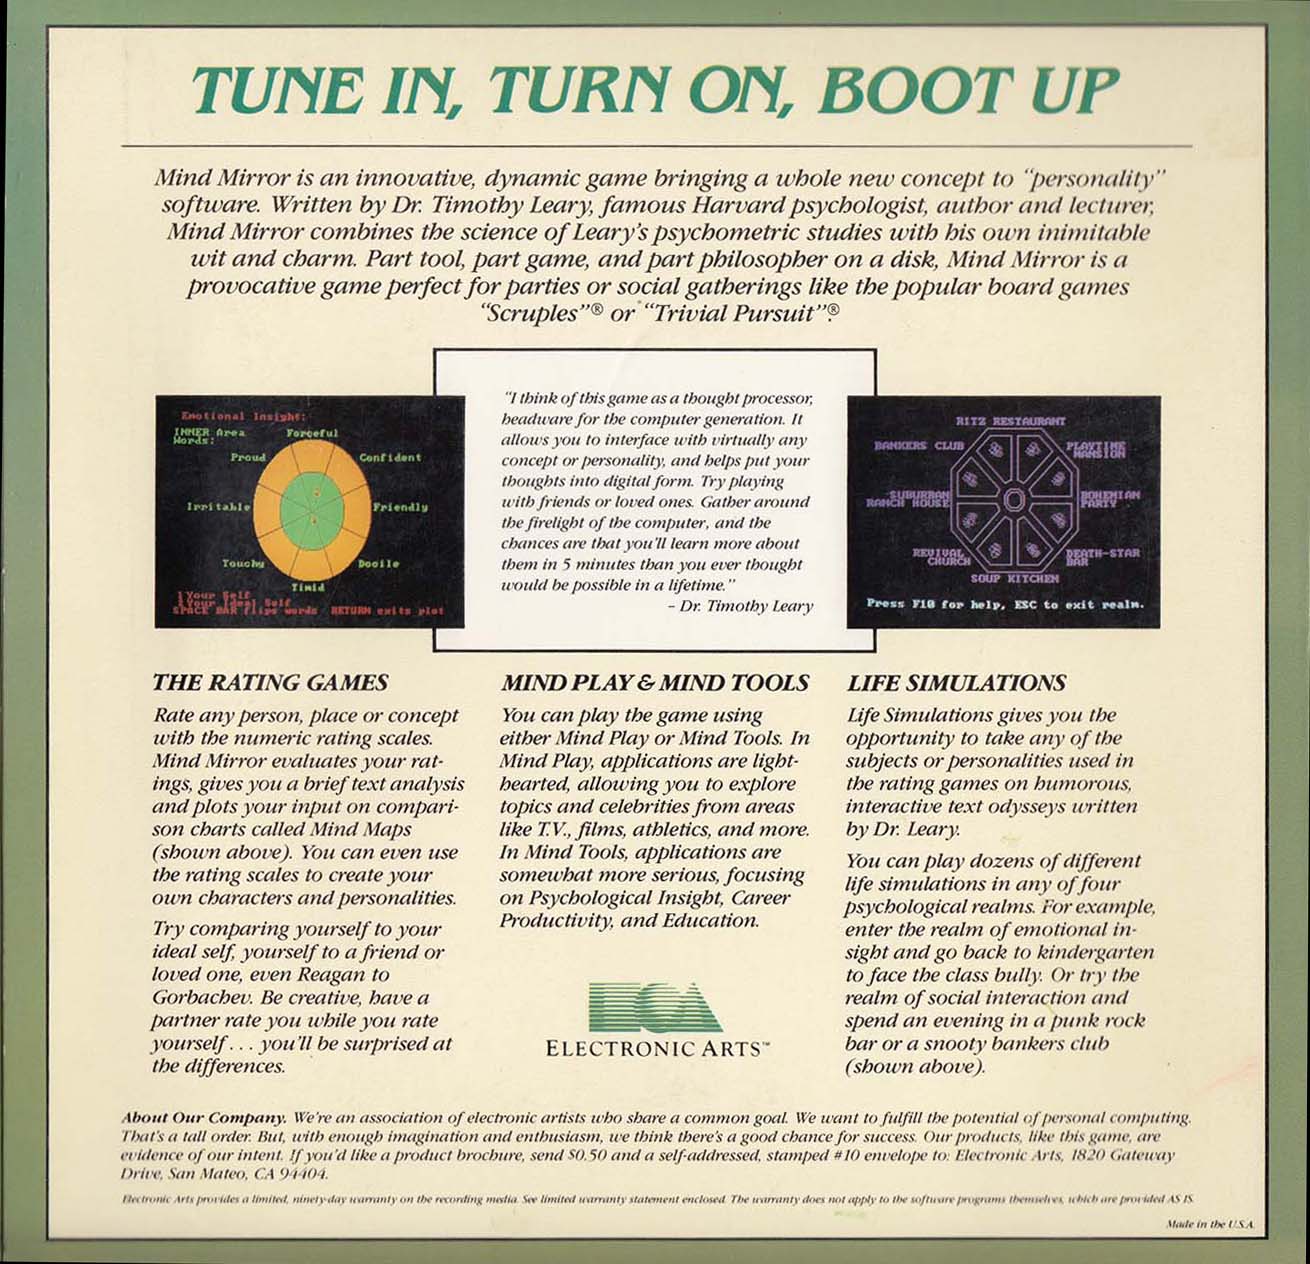 TUNE IN, TURN ON, BOOT UP
Mind Mirror is an innovative, dynamic game bringing a whole new concept to "personality"
software. Written by Dr. Timothy Leary, famous Harvard psychologist, author and lecturer,
Mind Mirror combines the science of Leary's psychometric studies with his own inimitable
wit and charm. Part tool, part game, and part philosopher on a disk, Mind Mirror is a
provocative game perfect for parties or social gatherings like the popular board games
"Scruples"® or "Trivial Pursuit"®.
Emotional Insight:
INNER Area
Words:
Forceful
Proud
Confident
Irritable
Friendly
Touchy
Docile
Timid
1 Your Self
Your Ideal Self
SPACE BAR flips words RETURN exits plot
"I think of this game as a thought processor,
headware for the computer generation. It
allows you to interface with virtually any
concept or personality, and helps put your
thoughts into digital form. Try playing
with friends or loved ones. Gather around
the firelight of the computer, and the
chances are that you'll learn more about
them in 5 minutes than you ever thought
would be possible in a lifetime."
– Dr. Timothy Leary
RITZ RESTAURANT
BANKERS CLUB
PLAYTIME
MANSION
SUBURBAN
RANCH HOUSE
BOHEMIAN
PARTY
REVIVAL
CHURCH
DEATH-STAR
BAR
SOUP KITCHEN
Press F10 for help, ESC to exit realm.
THE RATING GAMES
Rate any person, place or concept
with the numeric rating scales.
Mind Mirror evaluates your rat-
ings, gives you a brief text analysis
and plots your input on compari-
son charts called Mind Maps
(shown above). You can even use
the rating scales to create your
own characters and personalities.
Try comparing yourself to your
ideal self, yourself to a friend or
loved one, even Reagan to
Gorbachev. Be creative, have a
partner rate you while you rate
yourself . . . you'll be surprised at
the differences.
MIND PLAY & MIND TOOLS
You can play the game using
either Mind Play or Mind Tools. In
Mind Play, applications are light-
hearted, allowing you to explore
topics and celebrities from areas
like T.V., films, athletics, and more.
In Mind Tools, applications are
somewhat more serious, focusing
on Psychological Insight, Career
Productivity, and Education.
ELECTRONIC ARTS™
LIFE SIMULATIONS
Life Simulations gives you the
opportunity to take any of the
subjects or personalities used in
the rating games on humorous,
interactive text odysseys written
by Dr. Leary.
You can play dozens of different
life simulations in any of four
psychological realms. For example,
enter the realm of emotional in-
sight and go back to kindergarten
to face the class bully. Or try the
realm of social interaction and
spend an evening in a punk rock
bar or a snooty bankers club
(shown above).
About Our Company. We're an association of electronic artists who share a common goal. We want to fulfill the potential of personal computing.
That's a tall order. But, with enough imagination and enthusiasm, we think there's a good chance for success. Our products, like this game, are
evidence of our intent. If you'd like a product brochure, send $0.50 and a self-addressed, stamped #10 envelope to: Electronic Arts, 1820 Gateway
Drive, San Mateo, CA 94404.
Electronic Arts provides a limited, ninety-day warranty on the recording media. See limited warranty statement enclosed. The warranty does not apply to the software programs themselves, which are provided AS IS.
Made in the U.S.A.